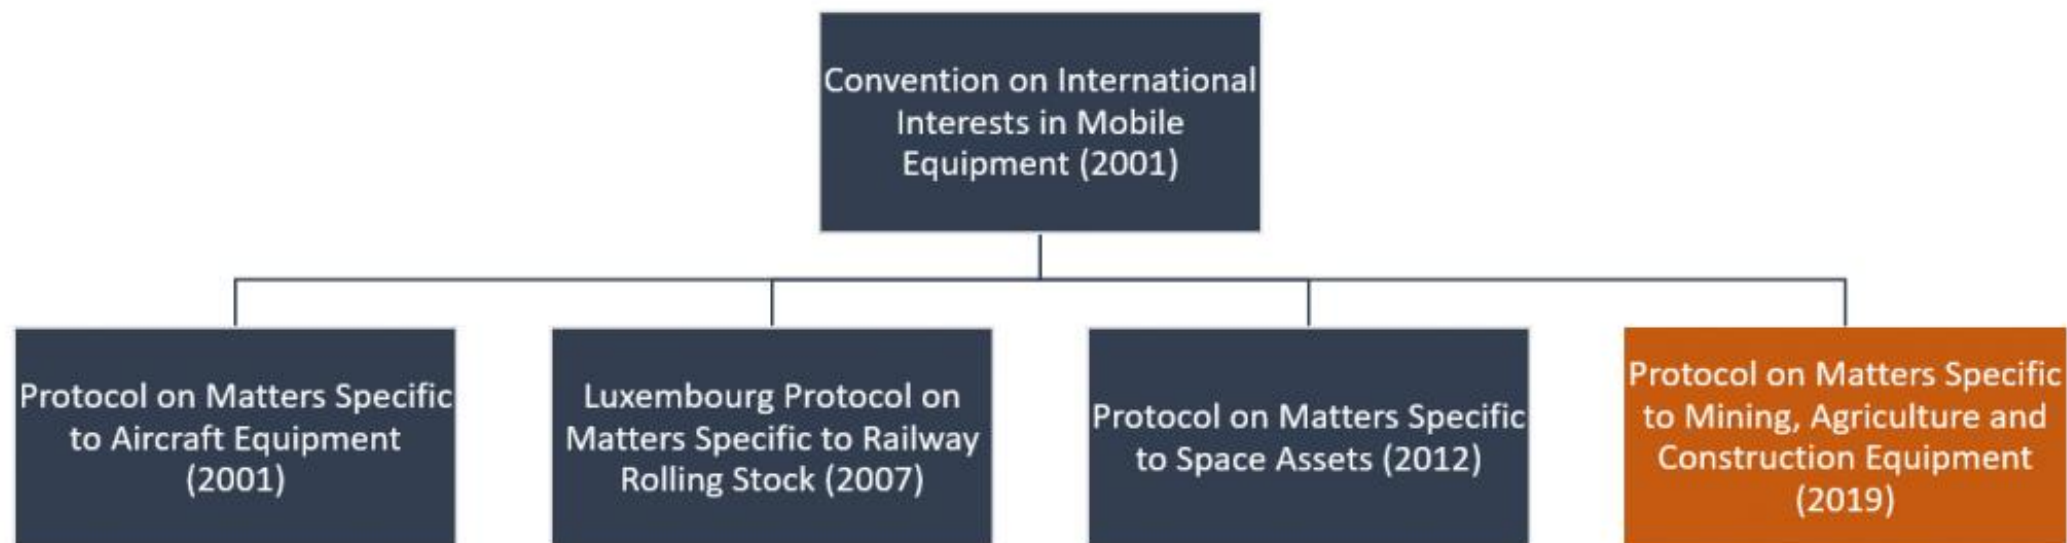 Convention on International
Interests in Mobile
Equipment (2001)
Protocol on Matters Specific
to Aircraft Equipment
(2001)
Luxembourg Protocol on
Matters Specific to Railway
Rolling Stock (2007)
Protocol on Matters Specific
to Space Assets (2012)
Protocol on Matters Specific
to Mining, Agriculture and
Construction Equipment
(2019)